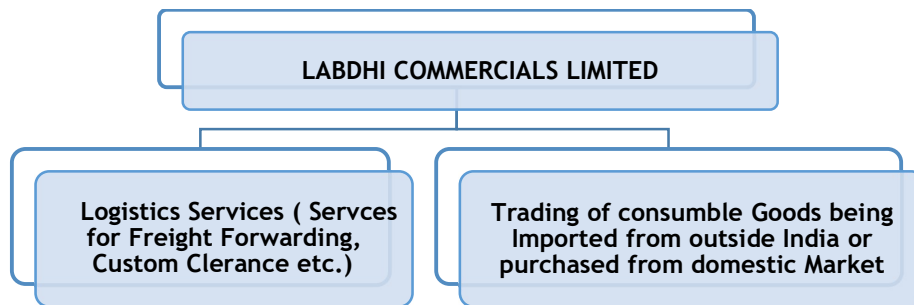 LABDHI COMMERCIALS LIMITED
Logistics Services ( Servces
for Freight Forwarding,
Custom Clerance etc.)
Trading of consumble Goods being
Imported from outside India or
purchased from domestic Market